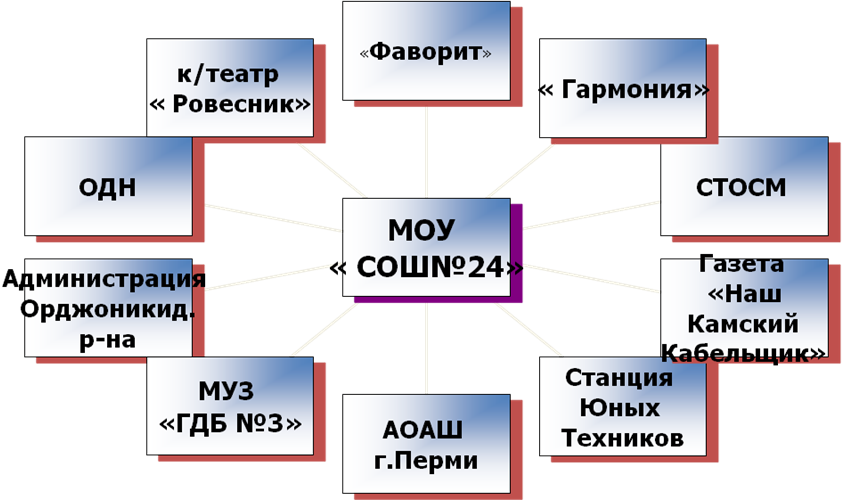 «Фаворит»
к/театр
« Ровесник»
« Гармония»
ОДН
СТОСМ
МОУ
« СОШ№24»
Администрация
Орджоникид.
р-на
Газета
«Наш
Камский
Кабельщик»
МУЗ
«ГДБ №3»
АОАШ
г.Перми
Станция
Юных
Техников